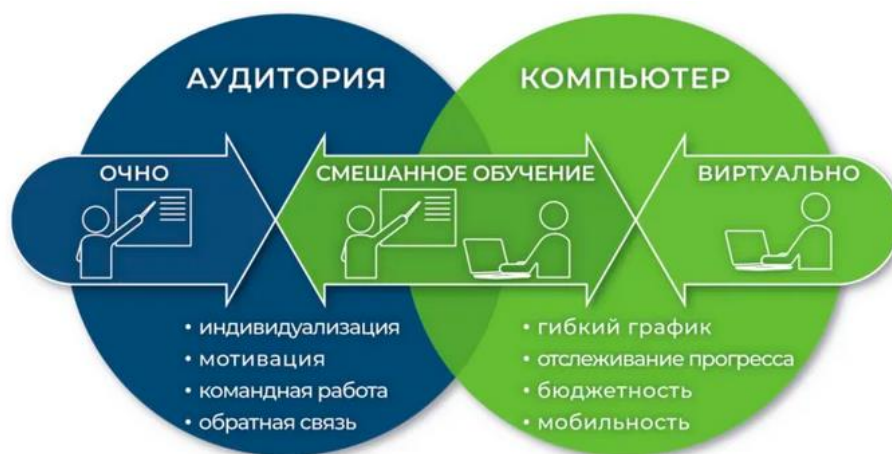 АУДИТОРИЯ
КОМПЬЮТЕР
ОЧНО
СМЕШАННОЕ ОБУЧЕНИЕ
ВИРТУАЛЬНО
• индивидуализация
• мотивация
• командная работа
• обратная связь
• гибкий график
• отслеживание прогресса
• бюджетность
• мобильность